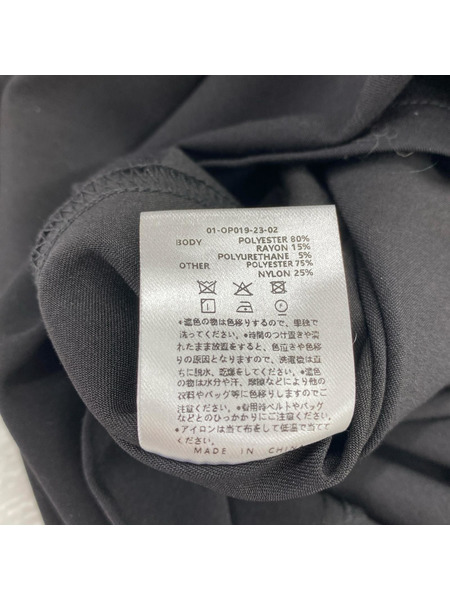 01-OP019-23-02
BODY POLYESTER 80%
RAYON 15%
POLYURETHANE 5%
OTHER POLYESTER 75%
NYLON 25%
*濃色の物は色移りするので、単独で
洗ってください。*時間のつけ置きや濡
れたまま放置をすると、色泣きや色移
りの原因となりますので、洗濯後は直
ちに脱水、乾燥をしてください。*濃色
の物は水分や汗、摩擦などにより他の
衣料やバッグ等に色移りしますのでご
注意ください。*着用時ベルトやバッグ
などとのひっかかりにご注意ください。
*アイロンは当て布をして低温で当て
MADE IN CHINA